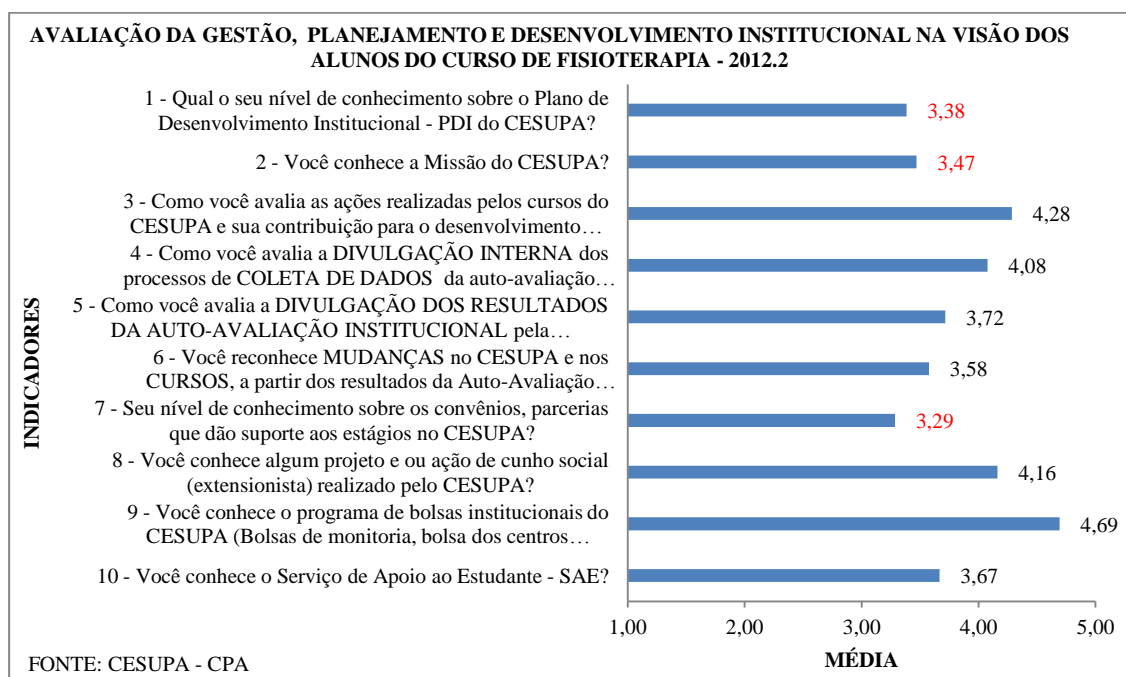 AVALIAÇÃO DA GESTÃO, PLANEJAMENTO E DESENVOLVIMENTO INSTITUCIONAL NA VISÃO DOS
ALUNOS DO CURSO DE FISIOTERAPIA - 2012.2
INDICADORES
1 - Qual o seu nível de conhecimento sobre o Plano de
Desenvolvimento Institucional - PDI do CESUPA?
3,38
2 - Você conhece a Missão do CESUPA?
3,47
3 - Como você avalia as ações realizadas pelos cursos do
CESUPA e sua contribuição para o desenvolvimento…
4,28
4 - Como você avalia a DIVULGAÇÃO INTERNA dos
processos de COLETA DE DADOS da auto-avaliação…
4,08
5 - Como você avalia a DIVULGAÇÃO DOS RESULTADOS
DA AUTO-AVALIAÇÃO INSTITUCIONAL pela…
3,72
6 - Você reconhece MUDANÇAS no CESUPA e nos
CURSOS, a partir dos resultados da Auto-Avaliação…
3,58
7 - Seu nível de conhecimento sobre os convênios, parcerias
que dão suporte aos estágios no CESUPA?
3,29
8 - Você conhece algum projeto e ou ação de cunho social
(extensionista) realizado pelo CESUPA?
4,16
9 - Você conhece o programa de bolsas institucionais do
CESUPA (Bolsas de monitoria, bolsa dos centros…
4,69
10 - Você conhece o Serviço de Apoio ao Estudante - SAE?
3,67
1,00 2,00 3,00 4,00 5,00
MÉDIA
FONTE: CESUPA - CPA